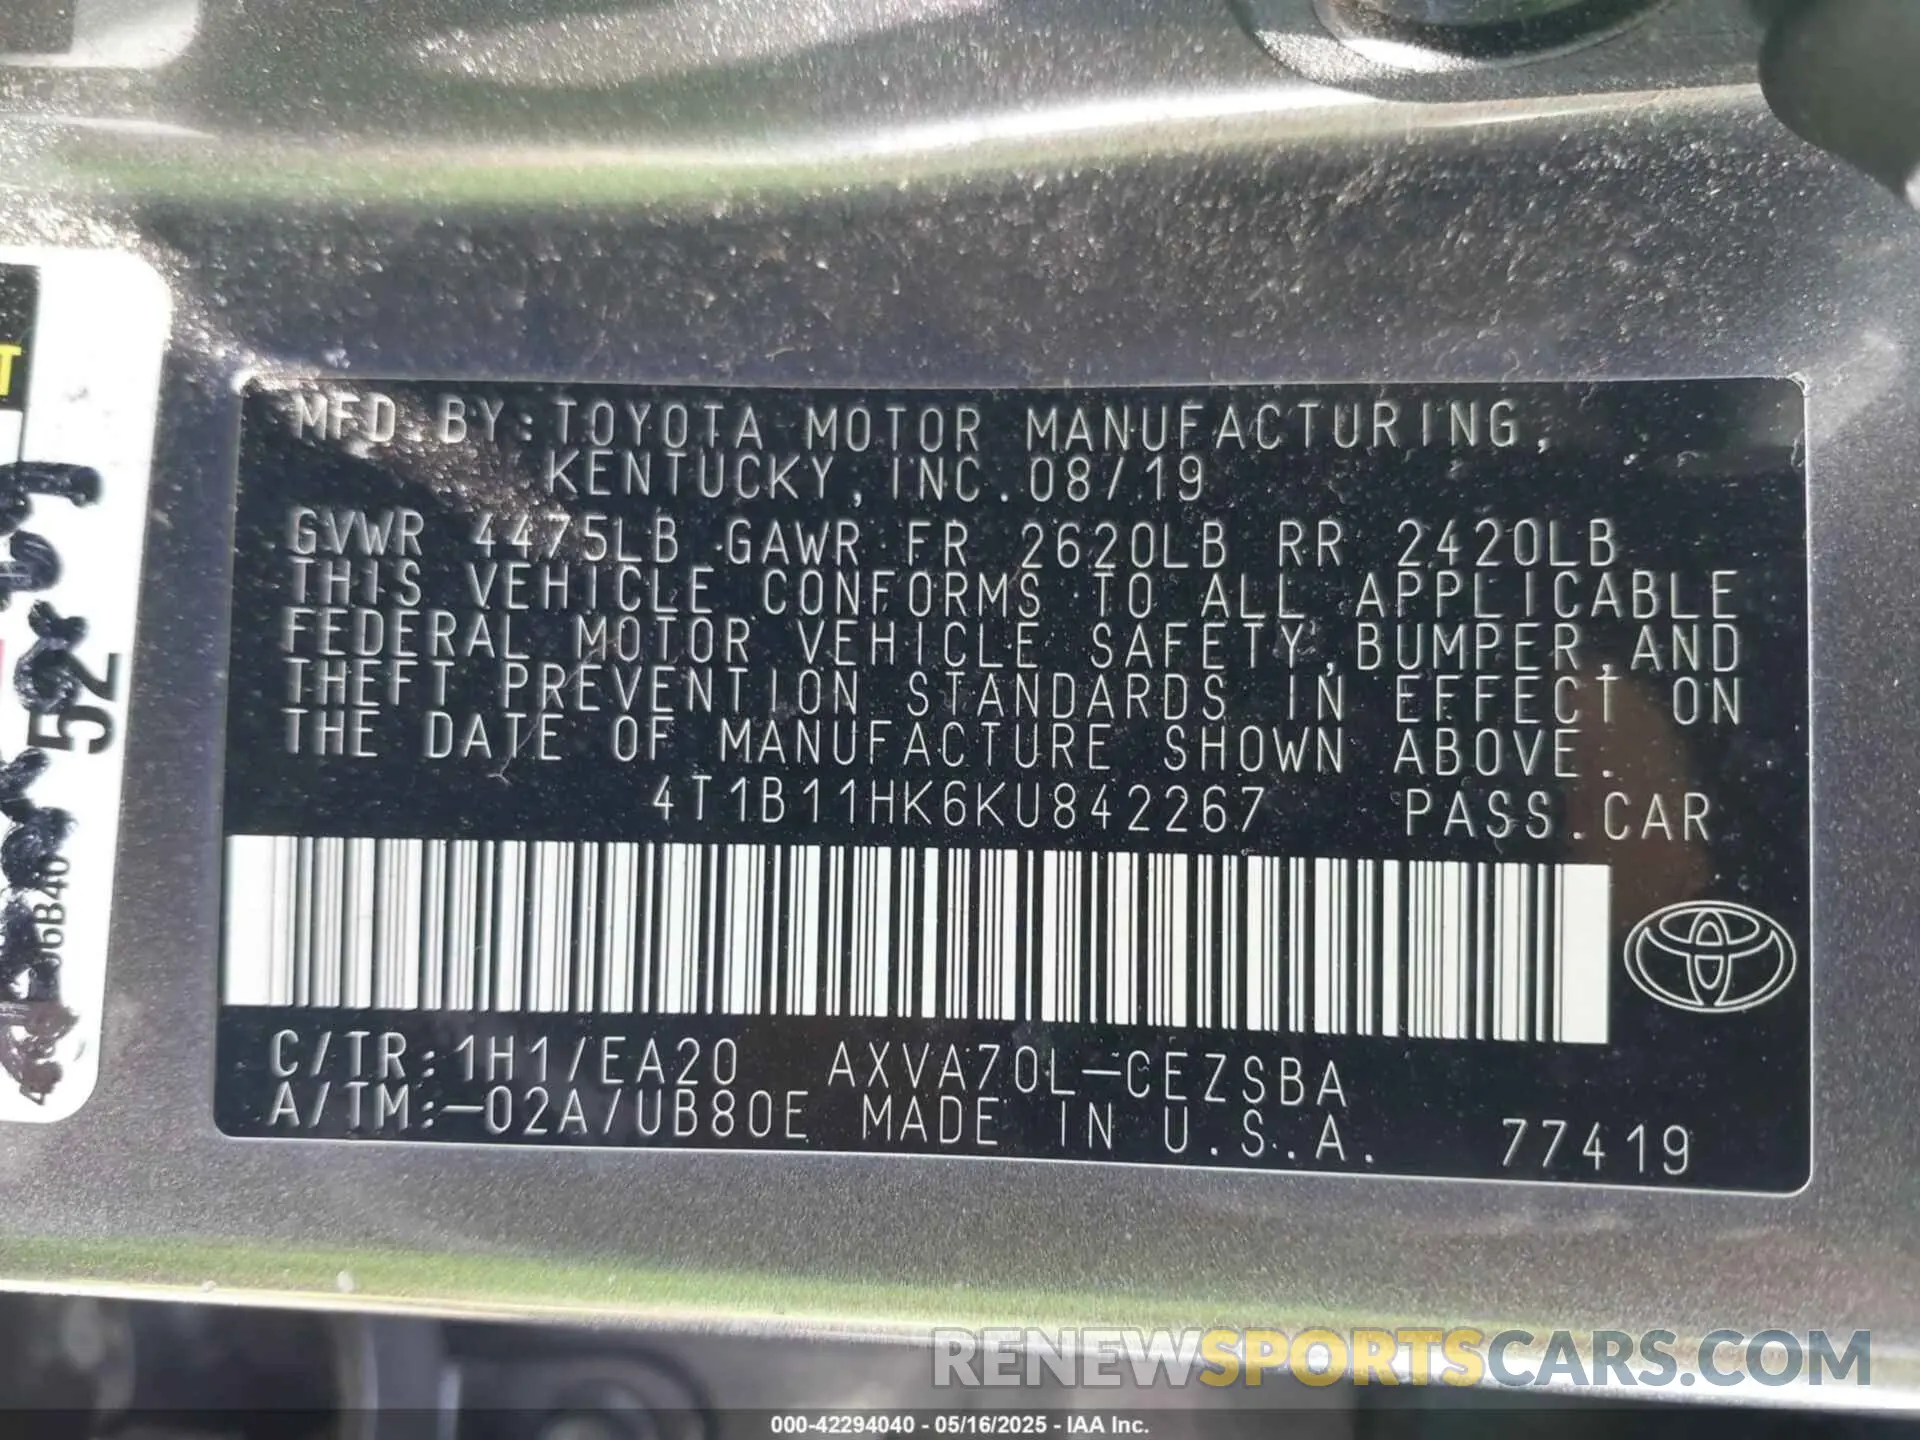 MFD.BY:TOYOTA MOTOR MANUFACTURING,
KENTUCKY,INC.08/19
GVWR 4475LB GAWR FR 2620LB RR 2420LB
THIS VEHICLE CONFORMS TO ALL APPLICABLE
FEDERAL MOTOR VEHICLE SAFETY,BUMPER,AND
THEFT PREVENTION STANDARDS IN EFFECT ON
THE DATE OF MANUFACTURE SHOWN ABOVE.
4T1B11HK6KU842267 PASS.CAR
C/TR:1H1/EA20 AXVA70L-CEZSBA
A/TM:-02A/UB80E MADE IN U.S.A. 77419
T
52
06B40
RENEWSPORTSCARS.COM
000-42294040 - 05/16/2025 - IAA Inc.